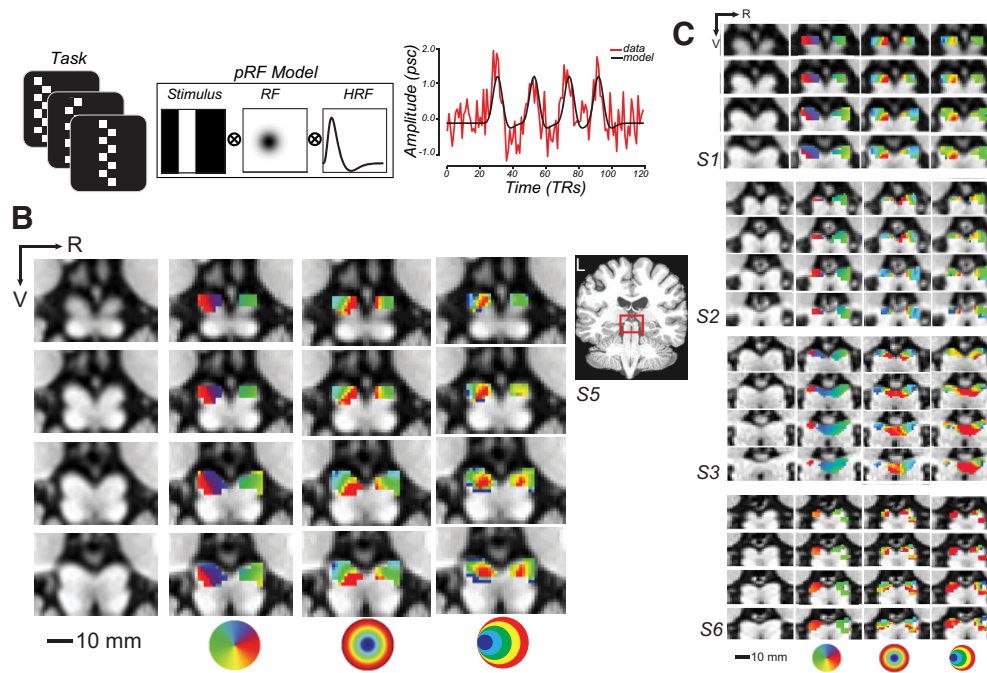 Task
pRF Model
Stimulus
RF
HRF
Amplitude (psc)
2.0
1.0
0.0
-1.0
data
model
0
20
40
60
80
100
120
Time (TRs)
B
R
V
L
S5
10 mm
C
R
V
S1
S2
S3
S6
10 mm